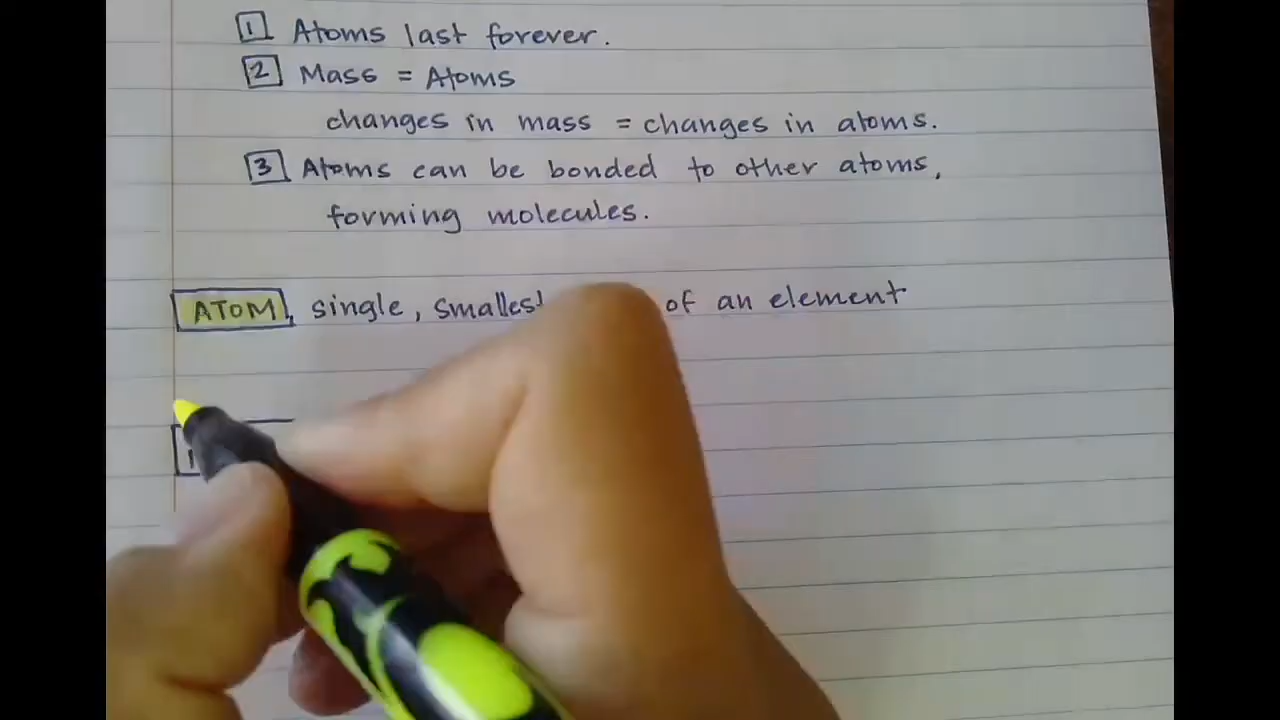 1 Atoms last forever.
2 Mass = Atoms
changes in mass = changes in atoms.
3 Atoms can be bonded to other atoms,
forming molecules.
ATOM, single, smallest of an element